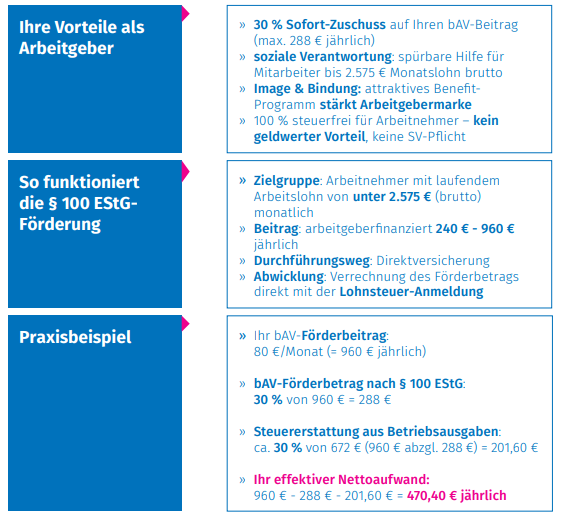 Ihre Vorteile als
Arbeitgeber
» 30 % Sofort-Zuschuss auf Ihren bAV-Beitrag
(max. 288 € jährlich)
» soziale Verantwortung: spürbare Hilfe für
Mitarbeiter bis 2.575 € Monatslohn brutto
» Image & Bindung: attraktives Benefit-
Programm stärkt Arbeitgebermarke
» 100 % steuerfrei für Arbeitnehmer – kein
geldwerter Vorteil, keine SV-Pflicht
So funktioniert
die § 100 EStG-
Förderung
» Zielgruppe: Arbeitnehmer mit laufendem
Arbeitslohn von unter 2.575 € (brutto)
monatlich
» Beitrag: arbeitgeberfinanziert 240 € - 960 €
jährlich
» Durchführungsweg: Direktversicherung
» Abwicklung: Verrechnung des Förderbetrags
direkt mit der Lohnsteuer-Anmeldung
Praxisbeispiel
» Ihr bAV-Förderbeitrag:
80 €/Monat (= 960 € jährlich)
» bAV-Förderbetrag nach § 100 EStG:
30 % von 960 € = 288 €
» Steuererstattung aus Betriebsausgaben:
ca. 30 % von 672 € (960 € abzgl. 288 €) = 201,60 €
» Ihr effektiver Nettoaufwand:
960 € - 288 € - 201,60 € = 470,40 € jährlich